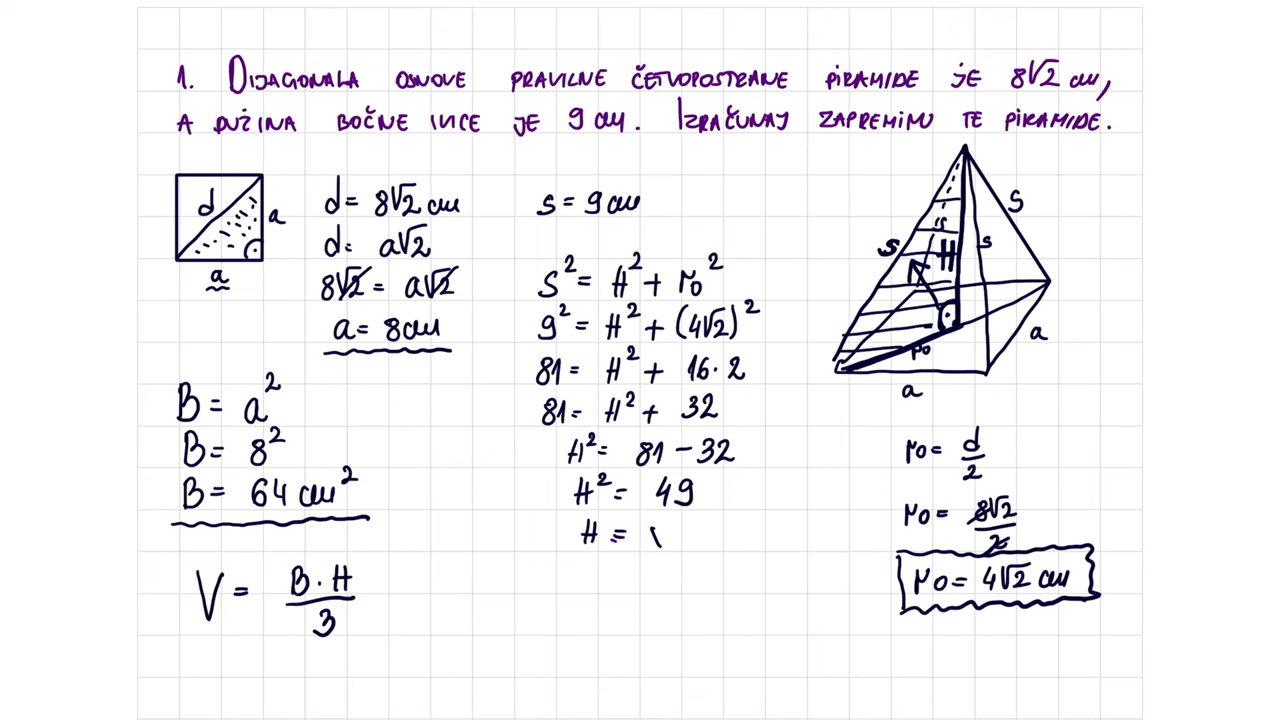 1. DIJAGONALA OSNOVE PRAVILNE ČETVOROSTRANE PIRAMIDE JE 8√2 cm,
A DUŽINA BOČNE IVICE JE 9 cm. IZRAČUNAJ ZAPREMINU TE PIRAMIDE.
d
a
a
d = 8√2 cm
d = a√2
8√2 = a√2
a = 8 cm
B = a²
B = 8²
B = 64 cm²
V = B · H / 3
s = 9 cm
s² = H² + r₀²
9² = H² + (4√2)²
81 = H² + 16 · 2
81 = H² + 32
H² = 81 - 32
H² = 49
H =
s
s
s
H
r₀
a
a
r₀ = d / 2
r₀ = 8√2 / 2
r₀ = 4√2 cm